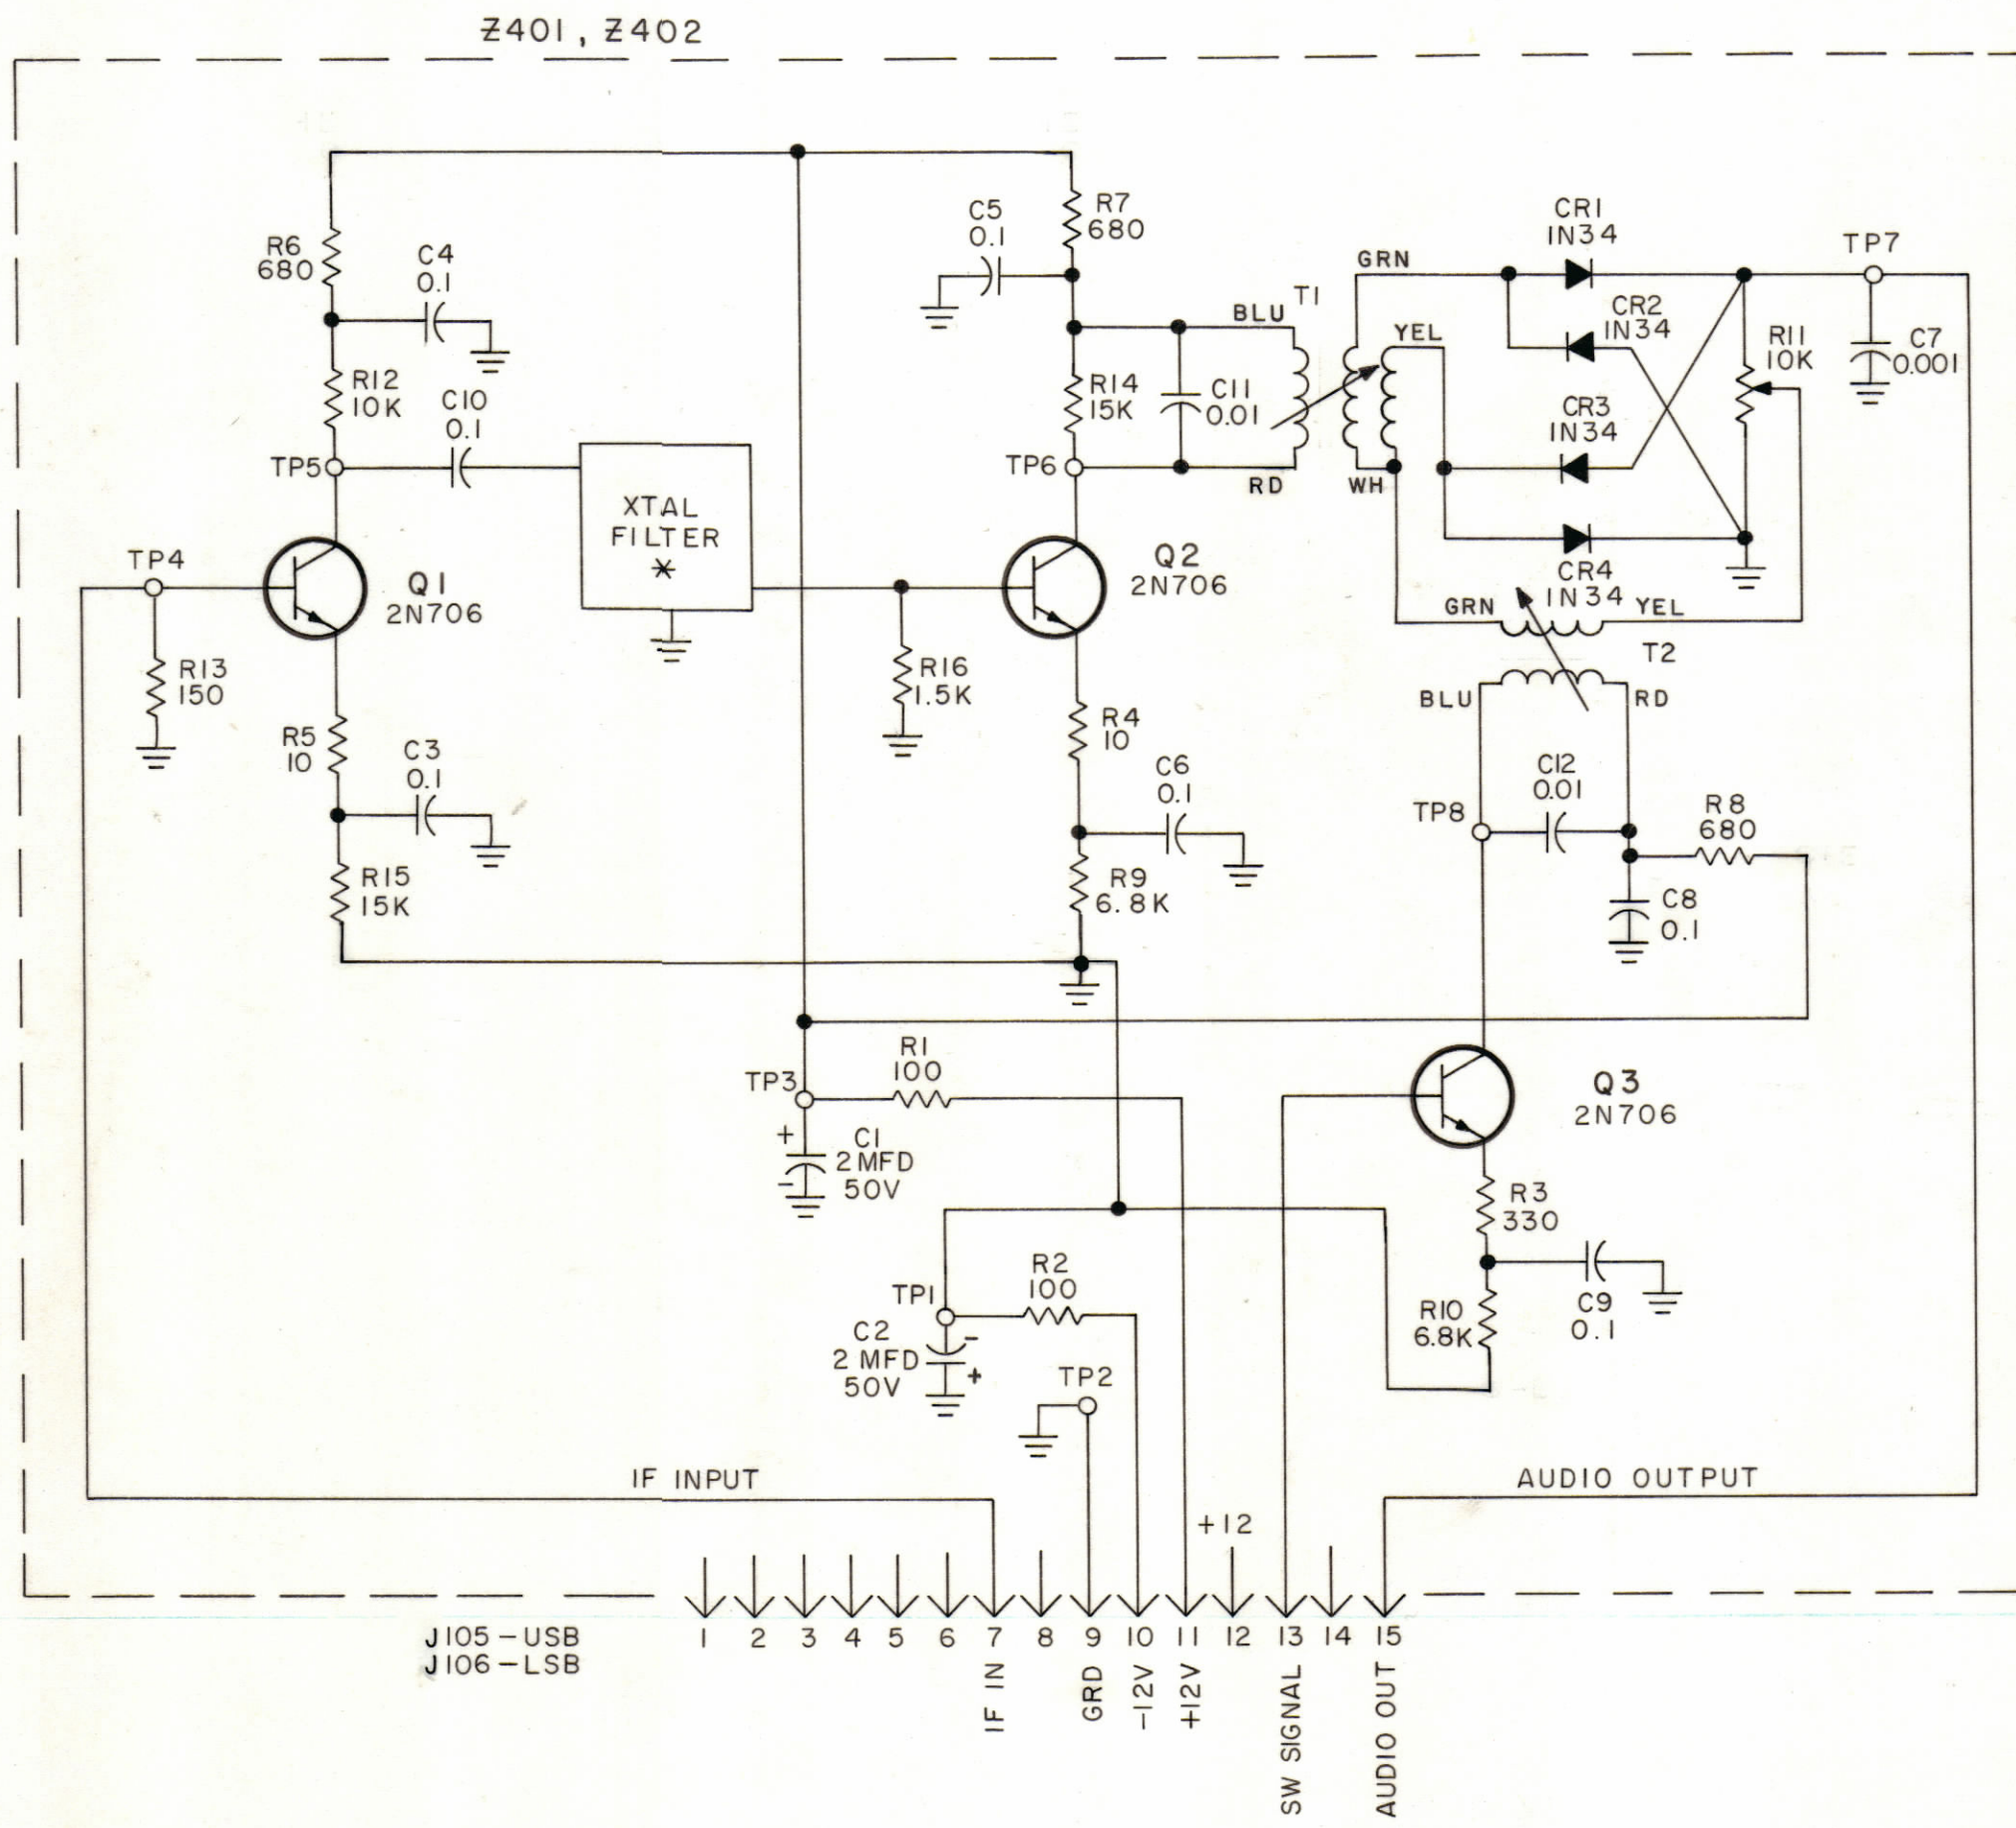 Z401, Z402
R6
680
C4
0.1
R12
10K
C10
0.1
TP5
XTAL
FILTER
*
TP4
Q1
2N706
R13
150
R5
10
C3
0.1
R15
15K
C5
0.1
R7
680
R14
15K
C11
0.01
BLU
T1
TP6
RD
Q2
2N706
R16
1.5K
R4
10
C6
0.1
R9
6.8K
GRN
YEL
WH
CR1
1N34
CR2
1N34
CR3
1N34
CR4
1N34
R11
10K
TP7
C7
0.001
GRN
YEL
T2
BLU
RD
C12
0.01
TP8
R8
680
C8
0.1
R1
100
TP3
+
C1
2 MFD
50V
-
Q3
2N706
R3
330
C9
0.1
R10
6.8K
R2
100
TP1
C2
2 MFD
50V
-
+
TP2
IF INPUT
AUDIO OUTPUT
+12
J105-USB
J106-LSB
1 2 3 4 5 6 7 8 9 10 11 12 13 14 15
IF IN
GRD
-12V
+12V
SW SIGNAL
AUDIO OUT